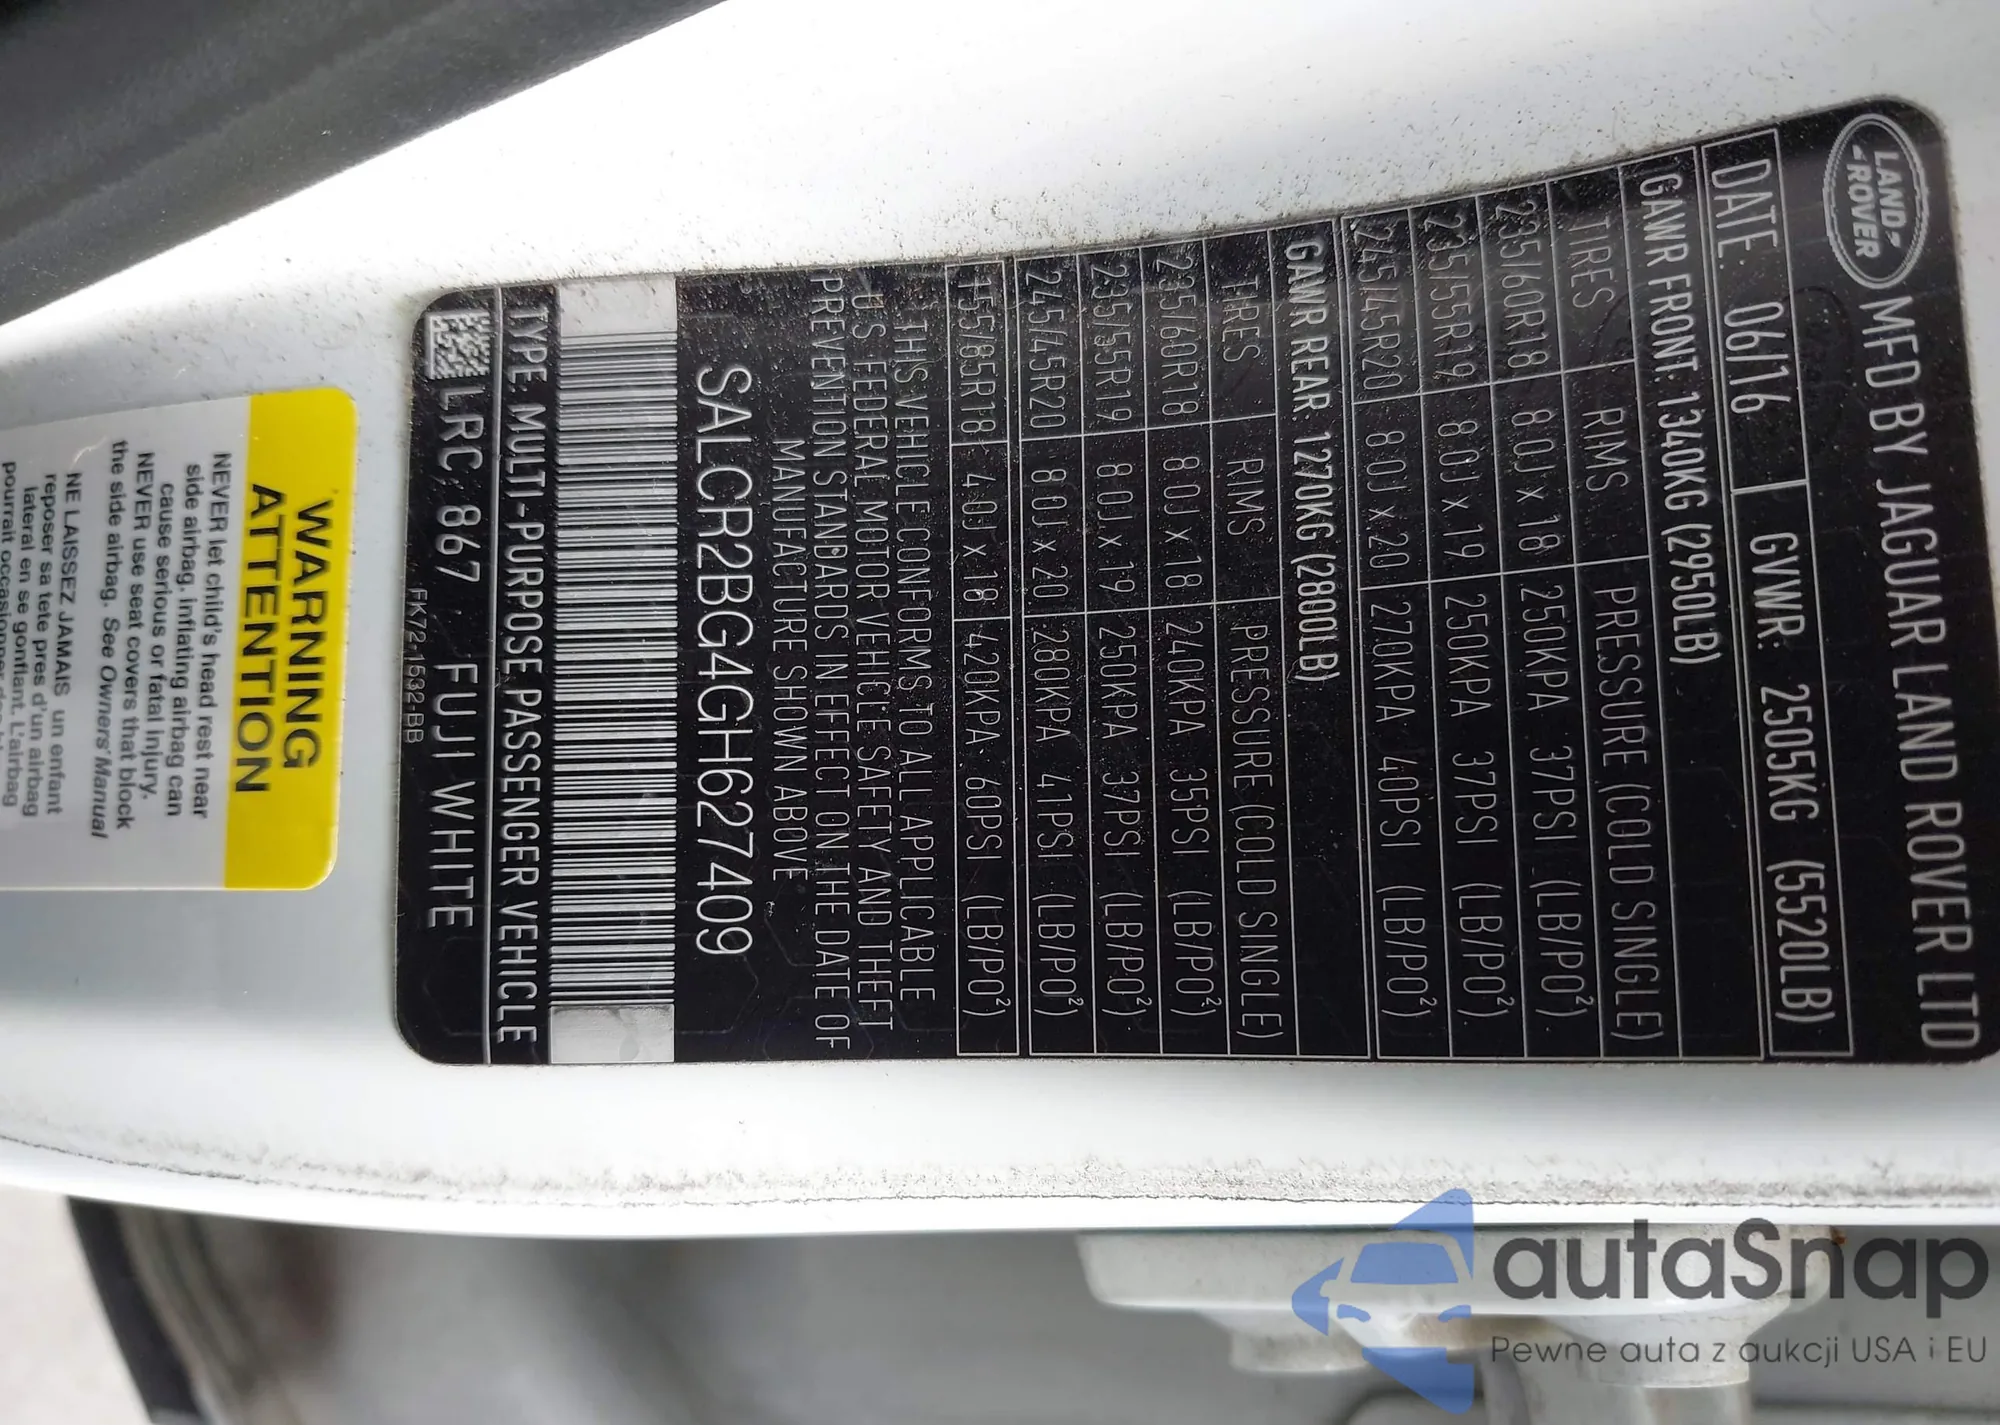 LAND-
-ROVER
MFD BY JAGUAR LAND ROVER LTD
DATE: 06/16 GVWR: 2505KG (5520LB)
GAWR FRONT: 1340KG (2950LB)
TIRES RIMS PRESSURE (COLD SINGLE)
235/60R18 8.0J x 18 250KPA 37PSI (LB/PO²)
235/55R19 8.0J x 19 250KPA 37PSI (LB/PO²)
245/45R20 8.0J x 20 270KPA 40PSI (LB/PO²)
GAWR REAR 1270KG (2800LB)
TIRES RIMS PRESSURE (COLD SINGLE)
235/60R18 8.0J x 18 240KPA 35PSI (LB/PO²)
235/55R19 8.0J x 19 250KPA 37PSI (LB/PO²)
245/45R20 8.0J x 20 280KPA 41PSI (LB/PO²)
155/85R18 4.0J x 18 420KPA 60PSI (LB/PO²)
THIS VEHICLE CONFORMS TO ALL APPLICABLE
U.S. FEDERAL MOTOR VEHICLE SAFETY AND THEFT
PREVENTION STANDARDS IN EFFECT ON THE DATE OF
MANUFACTURE SHOWN ABOVE
SALCR2BG4GH627409
TYPE: MULTI-PURPOSE PASSENGER VEHICLE
LRC; 867 FUJI WHITE
FK72-1532-BB
WARNING
ATTENTION
NEVER let child's head rest near
side airbag. inflating airbag can
cause serious or fatal injury.
NEVER use seat covers that block
the side airbag. See Owners' Manual
NE LAISSEZ JAMAIS un enfant
reposer sa tete pres d'un airbag
lateral en se gonflant. L'airbag
pourrait occasionner des
autaSnap
Pewne auta z aukcji USA i EU